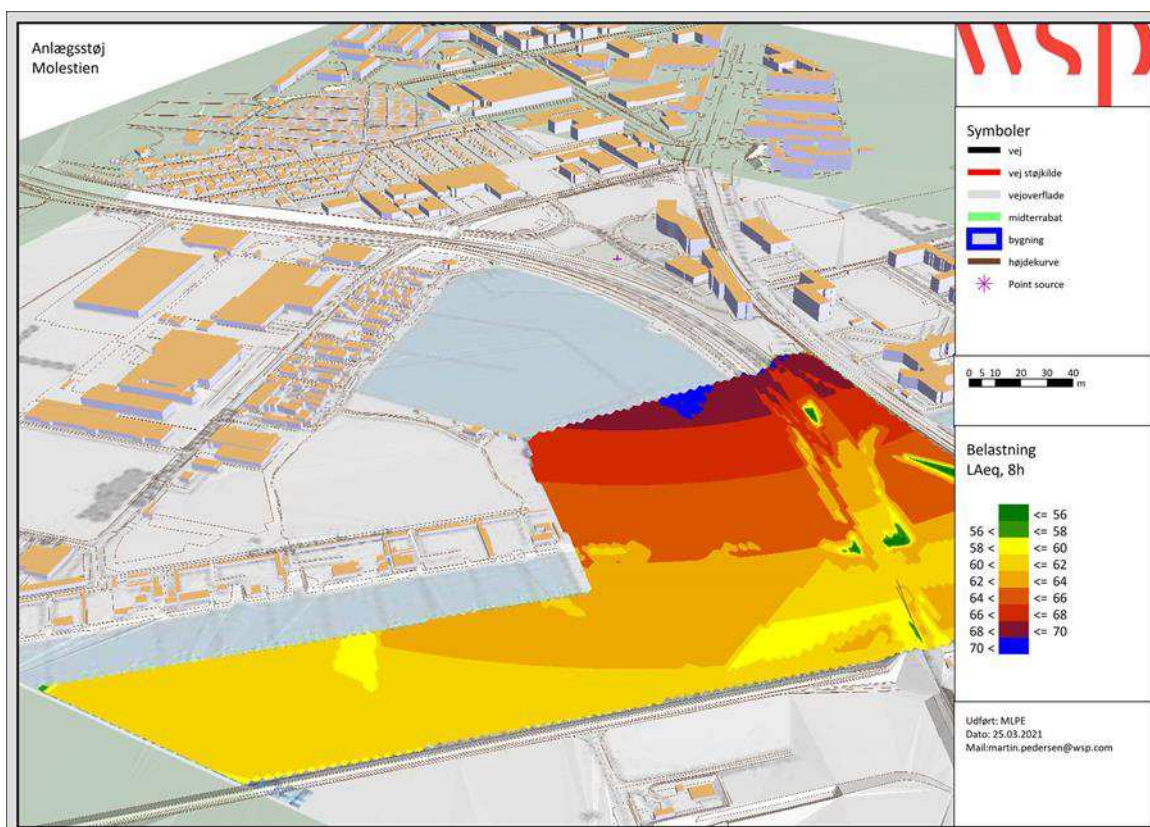 Anlægsstøj
Molestien
wsp
Symboler
vej
vej støjkilde
vejoverflade
midterrabat
bygning
højdekurve
Point source
0 5 10 20 30 40
m
Belastning
LAeq, 8h
<= 56
56 < <= 58
58 < <= 60
60 < <= 62
62 < <= 64
64 < <= 66
66 < <= 68
68 < <= 70
70 <
Udført: MLPE
Dato: 25.03.2021
Mail:martin.pedersen@wsp.com